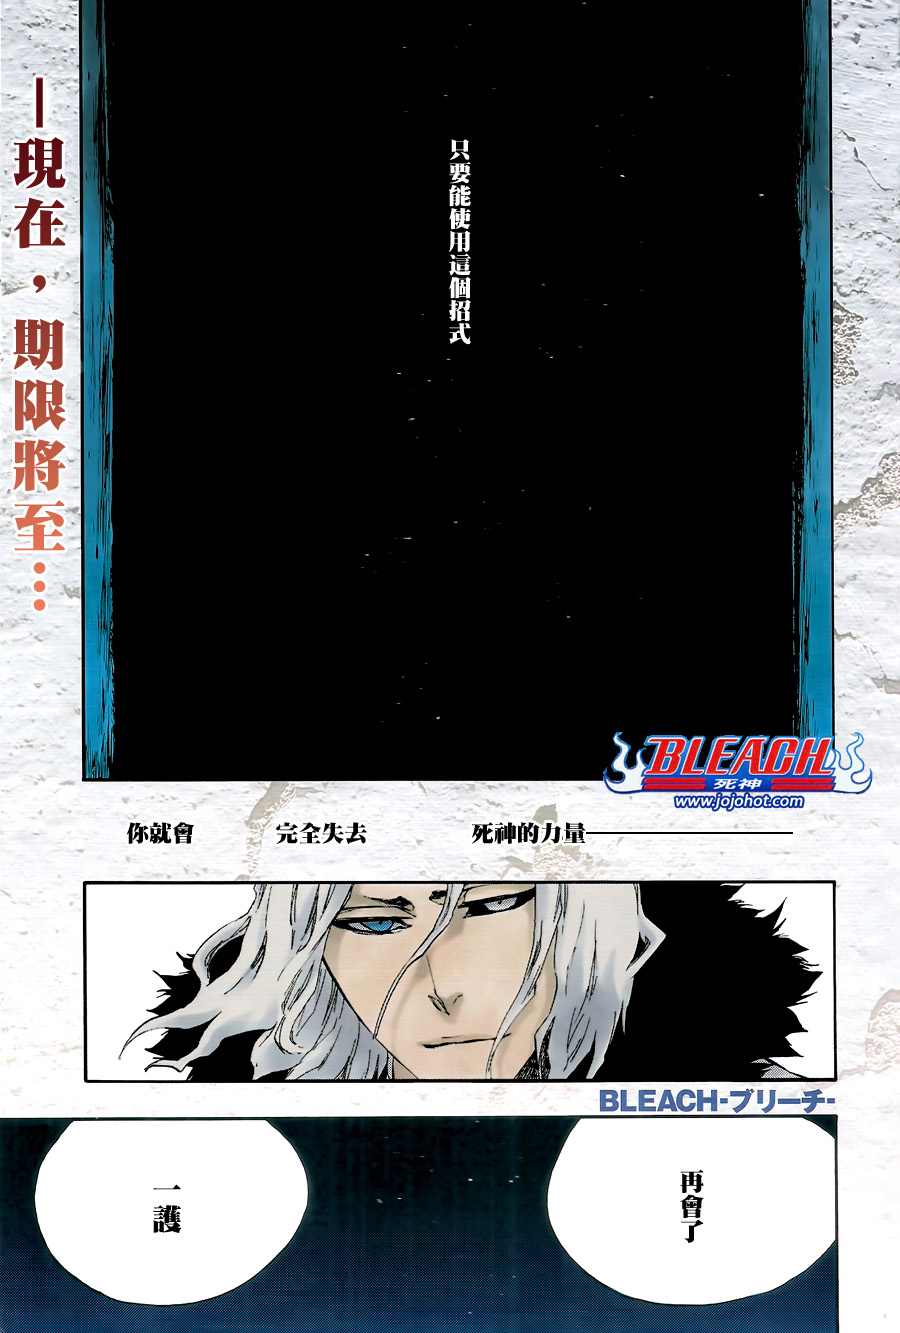 —現在，期限將至…
只要能使用這個招式
BLEACH
死神
www.jojohot.com
你就會 完全失去 死神的力量————
BLEACH-ブリーチ-
再會了
一護